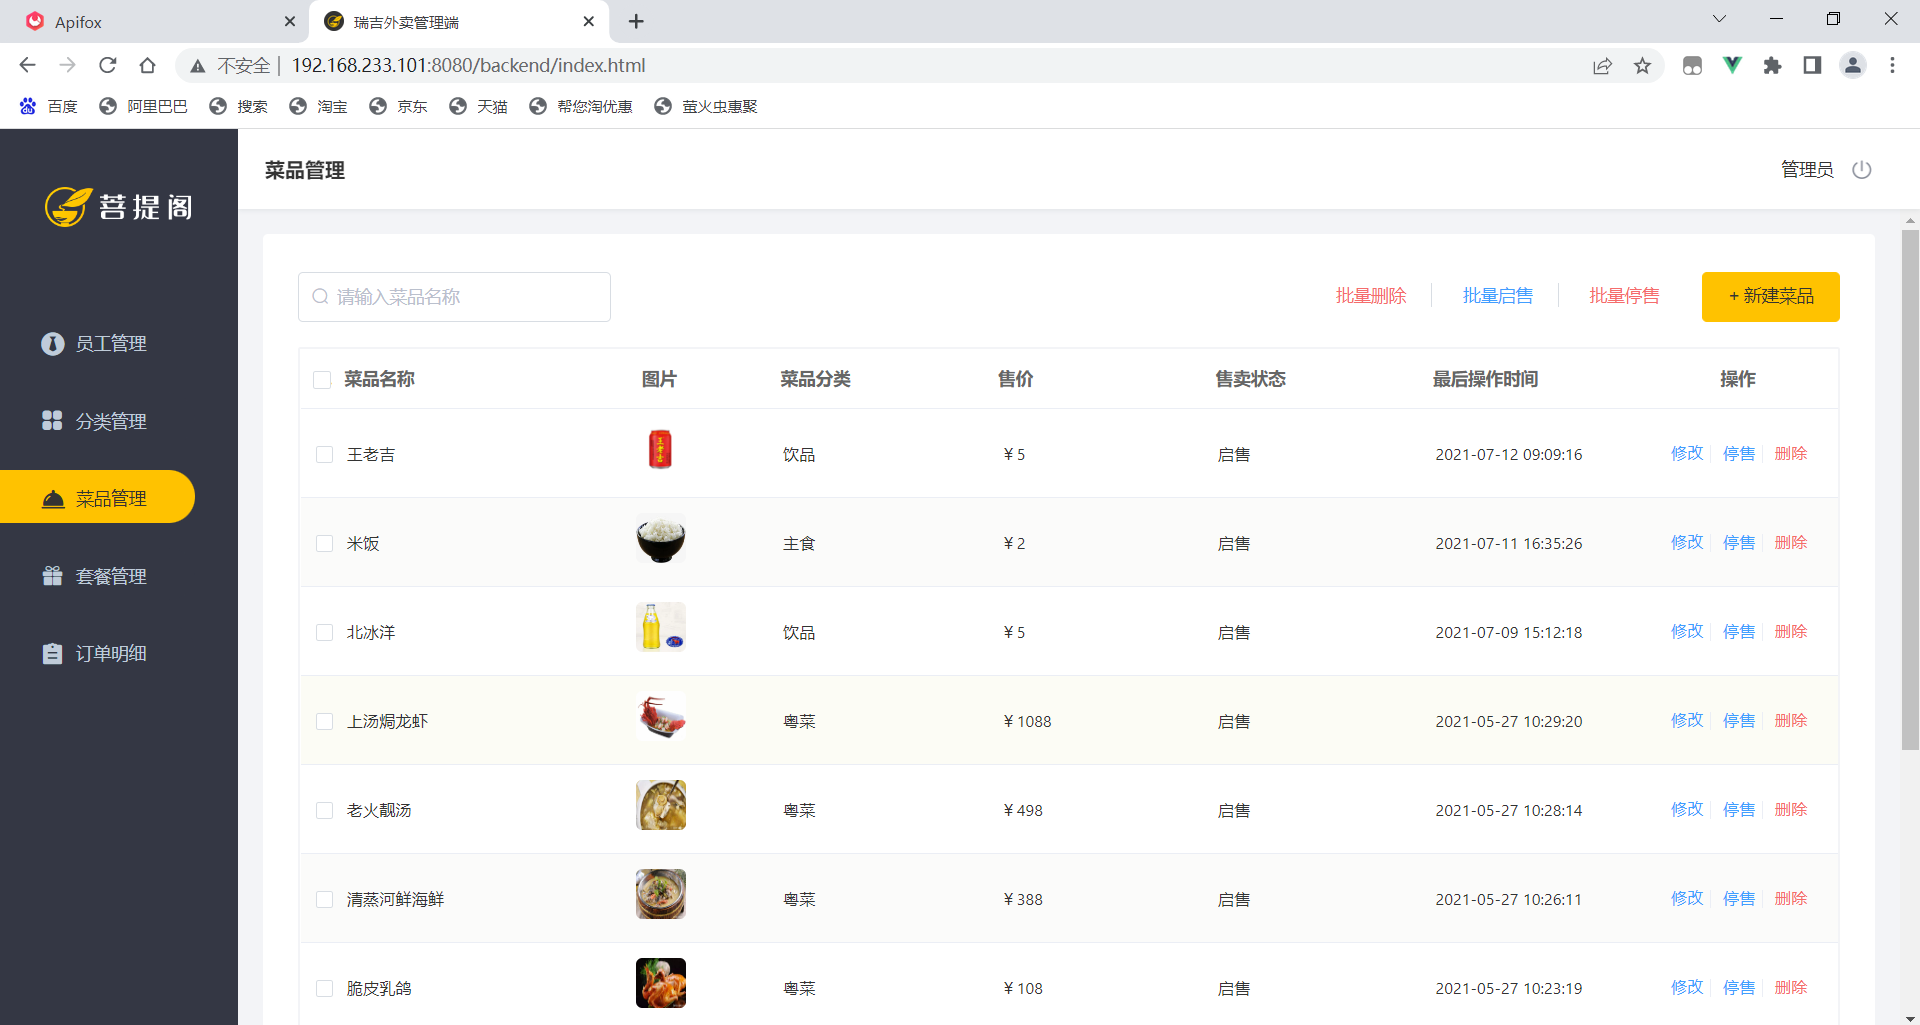 Apifox
瑞吉外卖管理端
不安全 | 192.168.233.101:8080/backend/index.html
百度 阿里巴巴 搜索 淘宝 京东 天猫 帮您淘优惠 萤火虫惠聚
菩提阁
菜品管理
管理员
员工管理
分类管理
菜品管理
套餐管理
订单明细
请输入菜品名称
批量删除 批量启售 批量停售 + 新建菜品
菜品名称 图片 菜品分类 售价 售卖状态 最后操作时间 操作
王老吉 饮品 ¥ 5 启售 2021-07-12 09:09:16 修改 停售 删除
米饭 主食 ¥ 2 启售 2021-07-11 16:35:26 修改 停售 删除
北冰洋 饮品 ¥ 5 启售 2021-07-09 15:12:18 修改 停售 删除
上汤焗龙虾 粤菜 ¥ 1088 启售 2021-05-27 10:29:20 修改 停售 删除
老火靓汤 粤菜 ¥ 498 启售 2021-05-27 10:28:14 修改 停售 删除
清蒸河鲜海鲜 粤菜 ¥ 388 启售 2021-05-27 10:26:11 修改 停售 删除
脆皮乳鸽 粤菜 ¥ 108 启售 2021-05-27 10:23:19 修改 停售 删除
王老吉